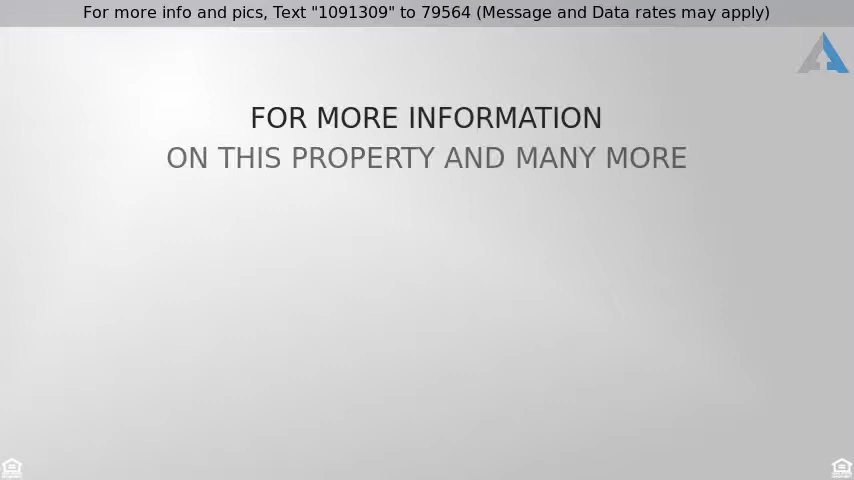 For more info and pics, Text "1091309" to 79564 (Message and Data rates may apply)
FOR MORE INFORMATION
ON THIS PROPERTY AND MANY MORE